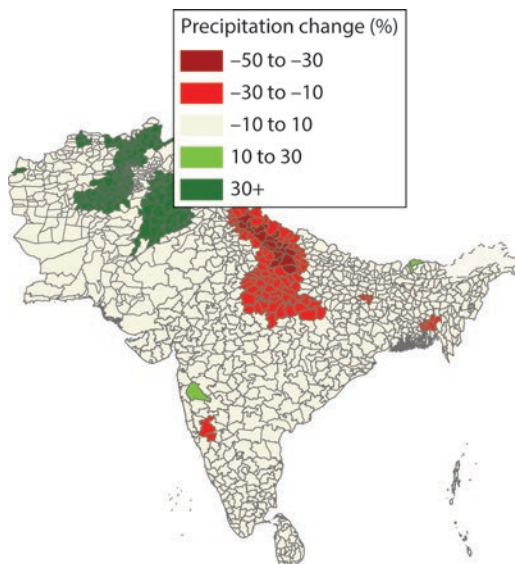 Precipitation change (%)
–50 to –30
–30 to –10
–10 to 10
10 to 30
30+